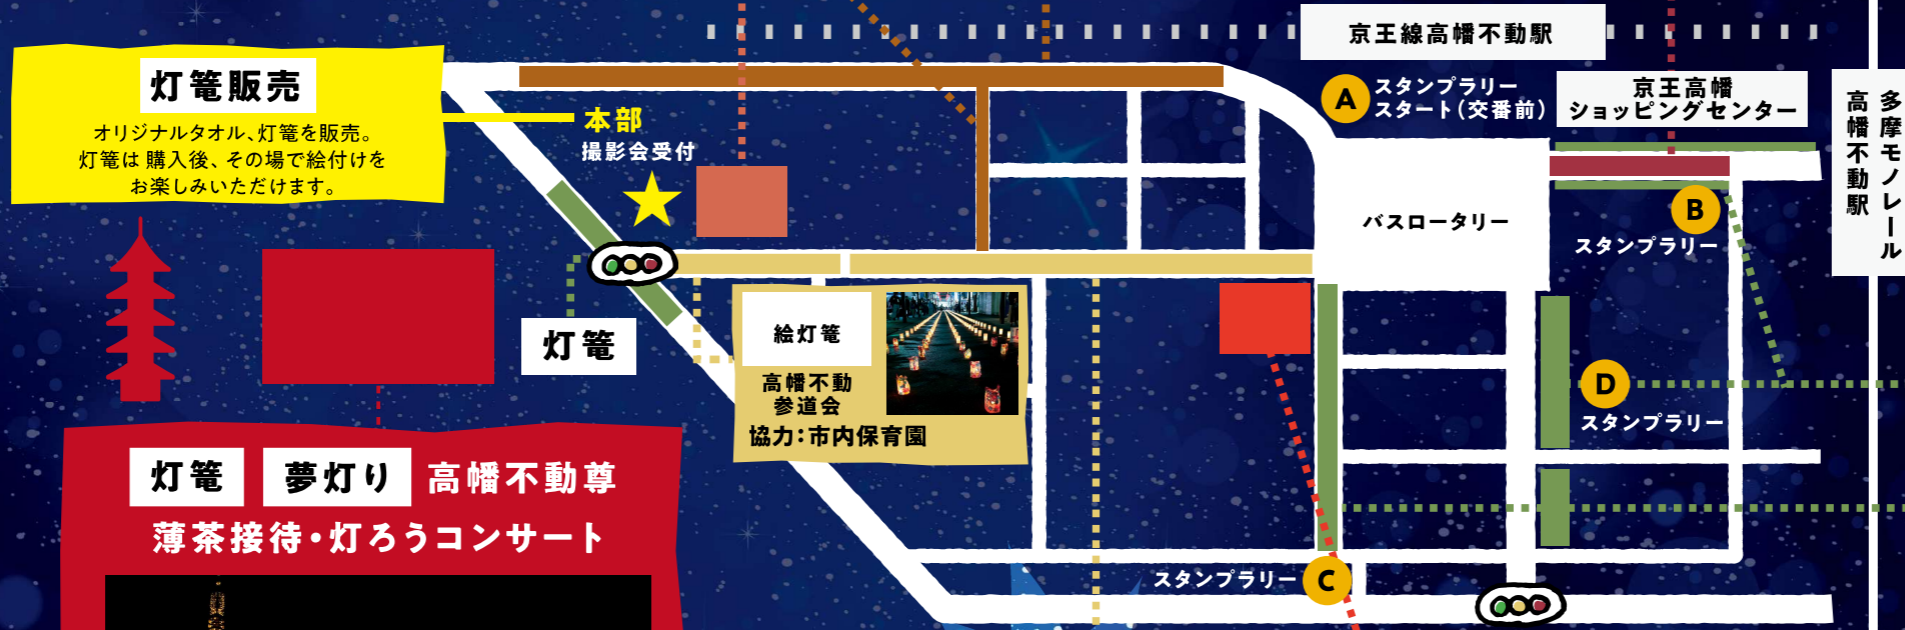 灯篭販売
オリジナルタオル、灯篭を販売。
灯篭は 購入後、その場で絵付けを
お楽しみいただけます。
本部
撮影会受付
京王線高幡不動駅
A
スタンプラリー
スタート(交番前)
京王高幡
ショッピングセンター
多摩モノレール
高幡不動駅
バスロータリー
B
スタンプラリー
灯篭
絵灯篭
高幡不動
参道会
協力：市内保育園
D
スタンプラリー
灯篭 夢灯り 高幡不動尊
薄茶接待・灯ろうコンサート
スタンプラリー C